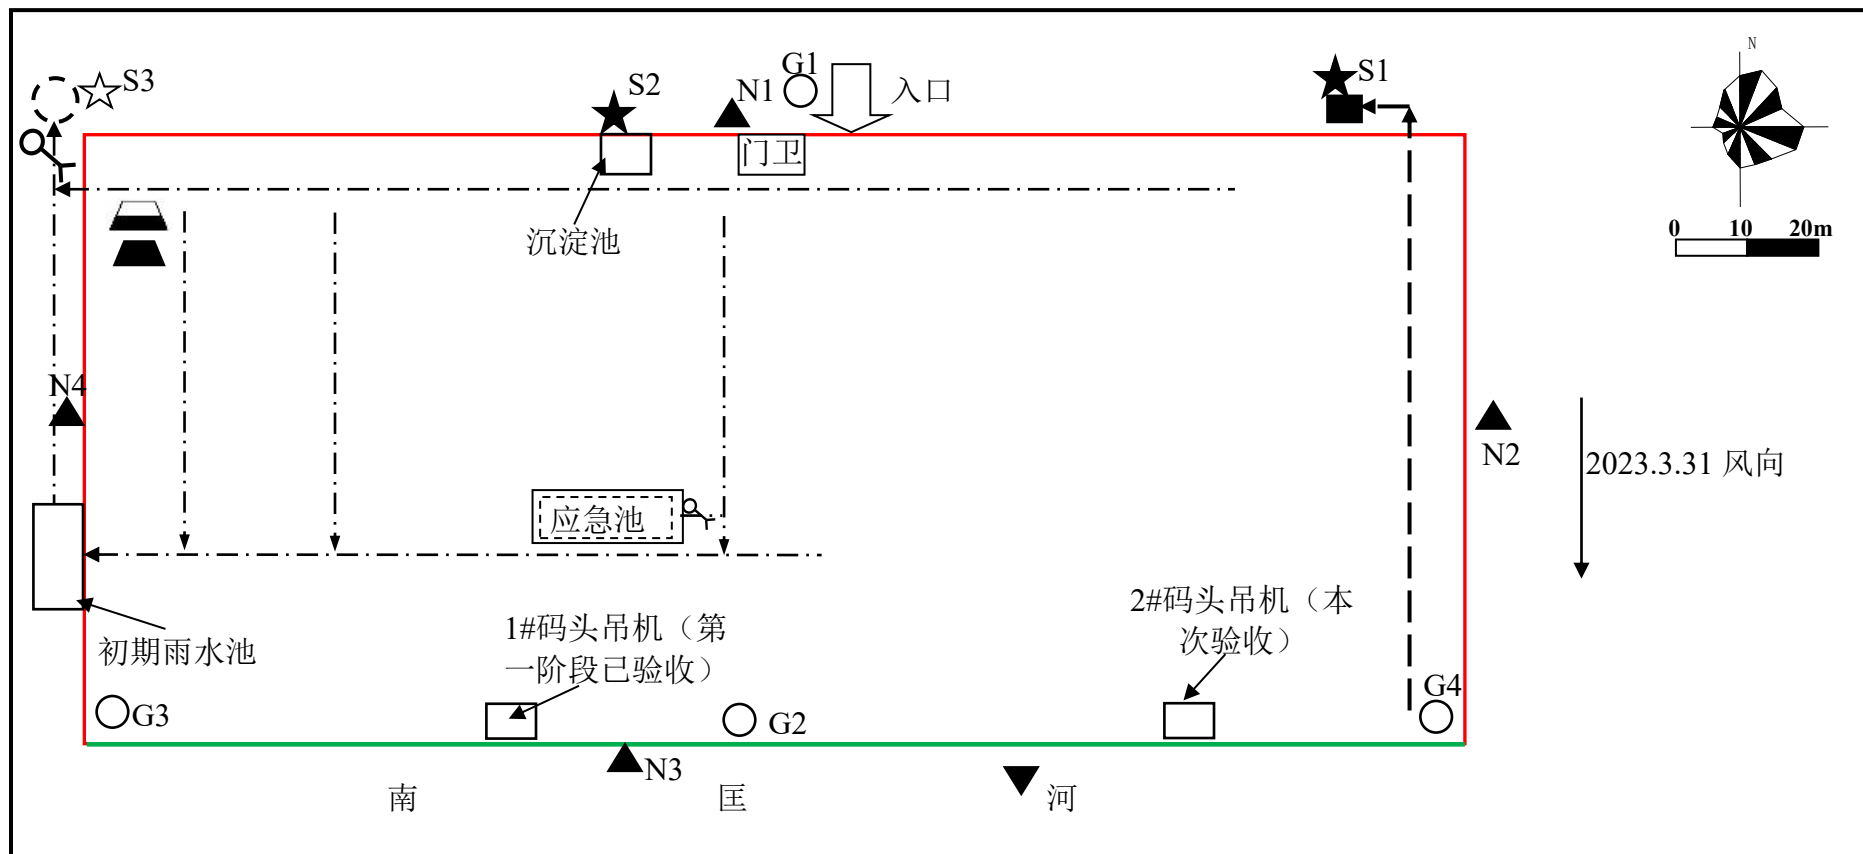 N
S3
S2
N1
G1
入口
S1
门卫
沉淀池
0 10 20m
N4
N2
2023.3.31 风向
应急池
初期雨水池
1#码头吊机（第
一阶段已验收）
2#码头吊机（本
次验收）
G3
G2
G4
N3
南 匡 河